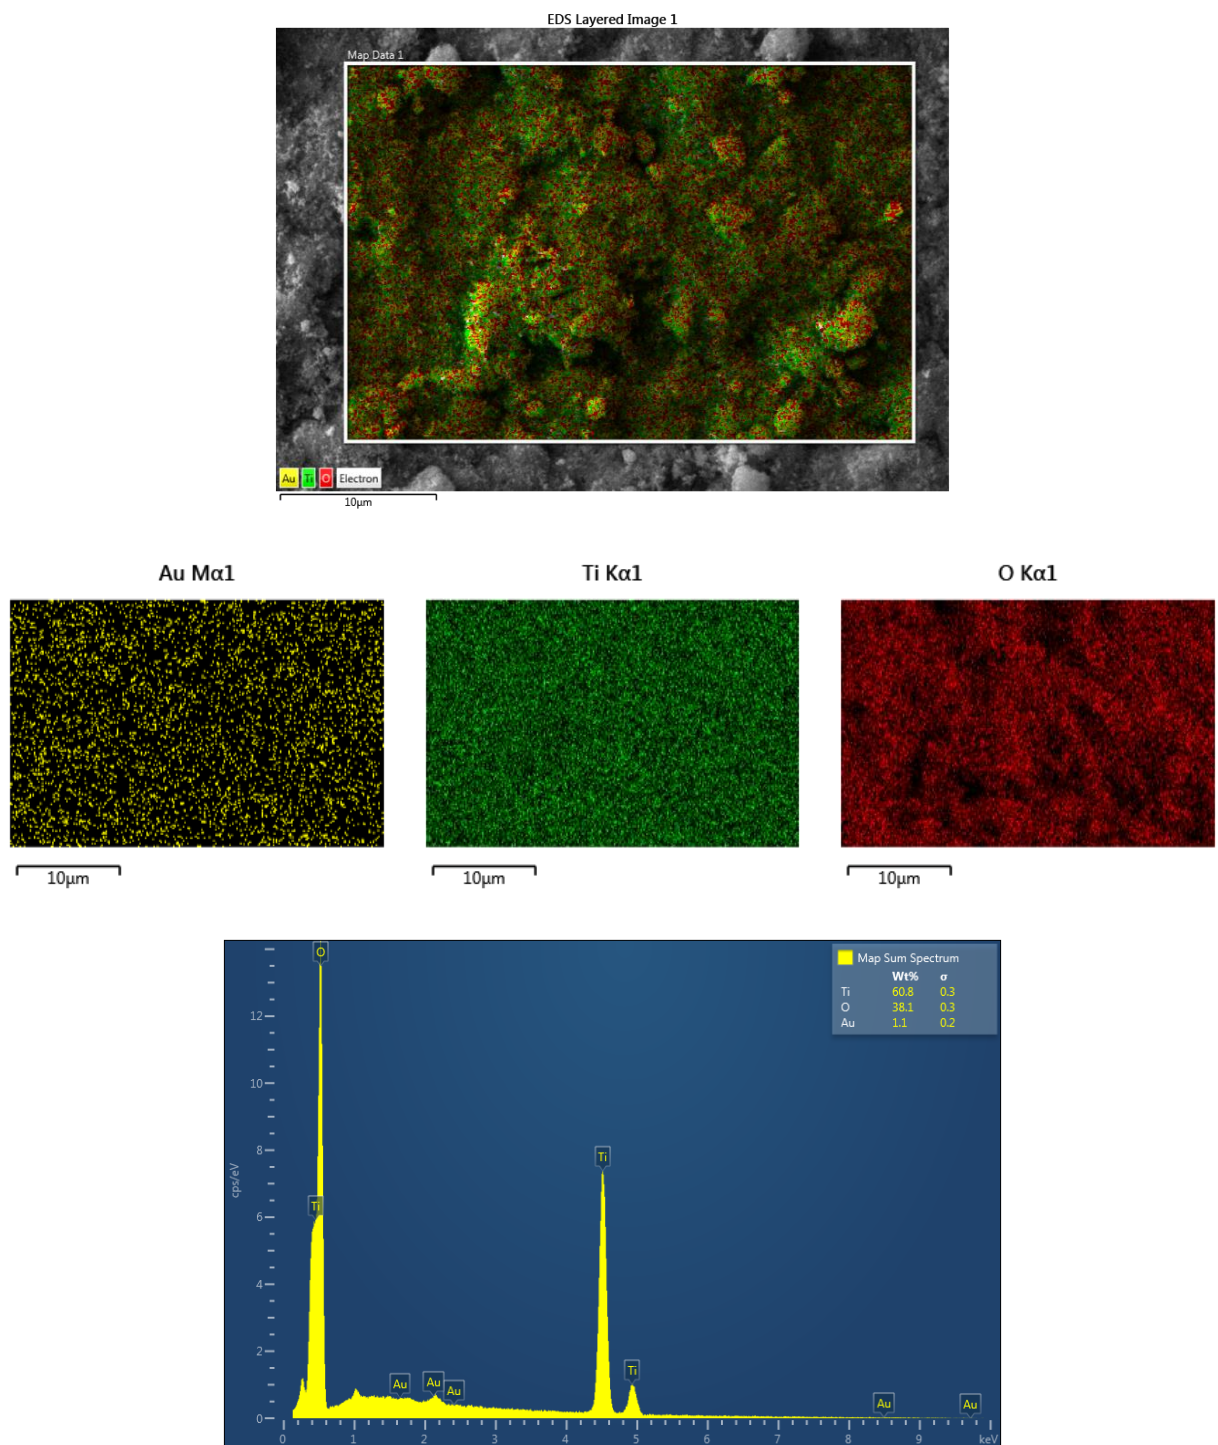 EDS Layered Image 1
Map Data 1
Au Ti O Electron
10μm
Au Mα1 Ti Kα1 O Kα1
10μm 10μm 10μm
Map Sum Spectrum
Wt% σ
Ti 60.8 0.3
O 38.1 0.3
Au 1.1 0.2
O
12
10
8
Ti
cps/eV
6
Ti
4
2
Ti
Au Au Au Au Au
0
0 1 2 3 4 5 6 7 8 9 keV